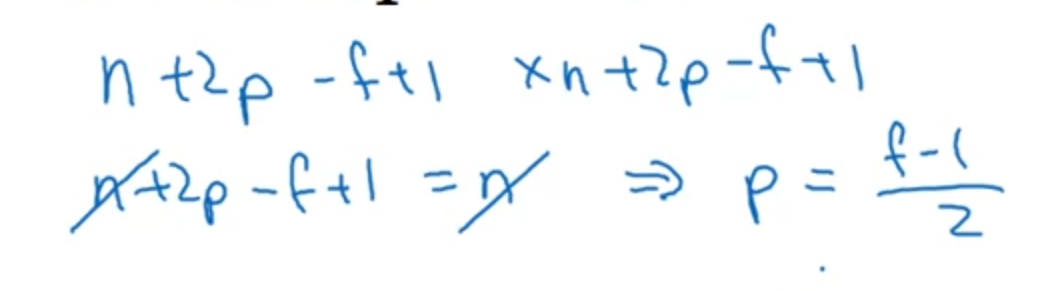 n+2p-f+1 ×n+2p-f+1
n+2p-f+1 = n ⇒ p = f-1/2